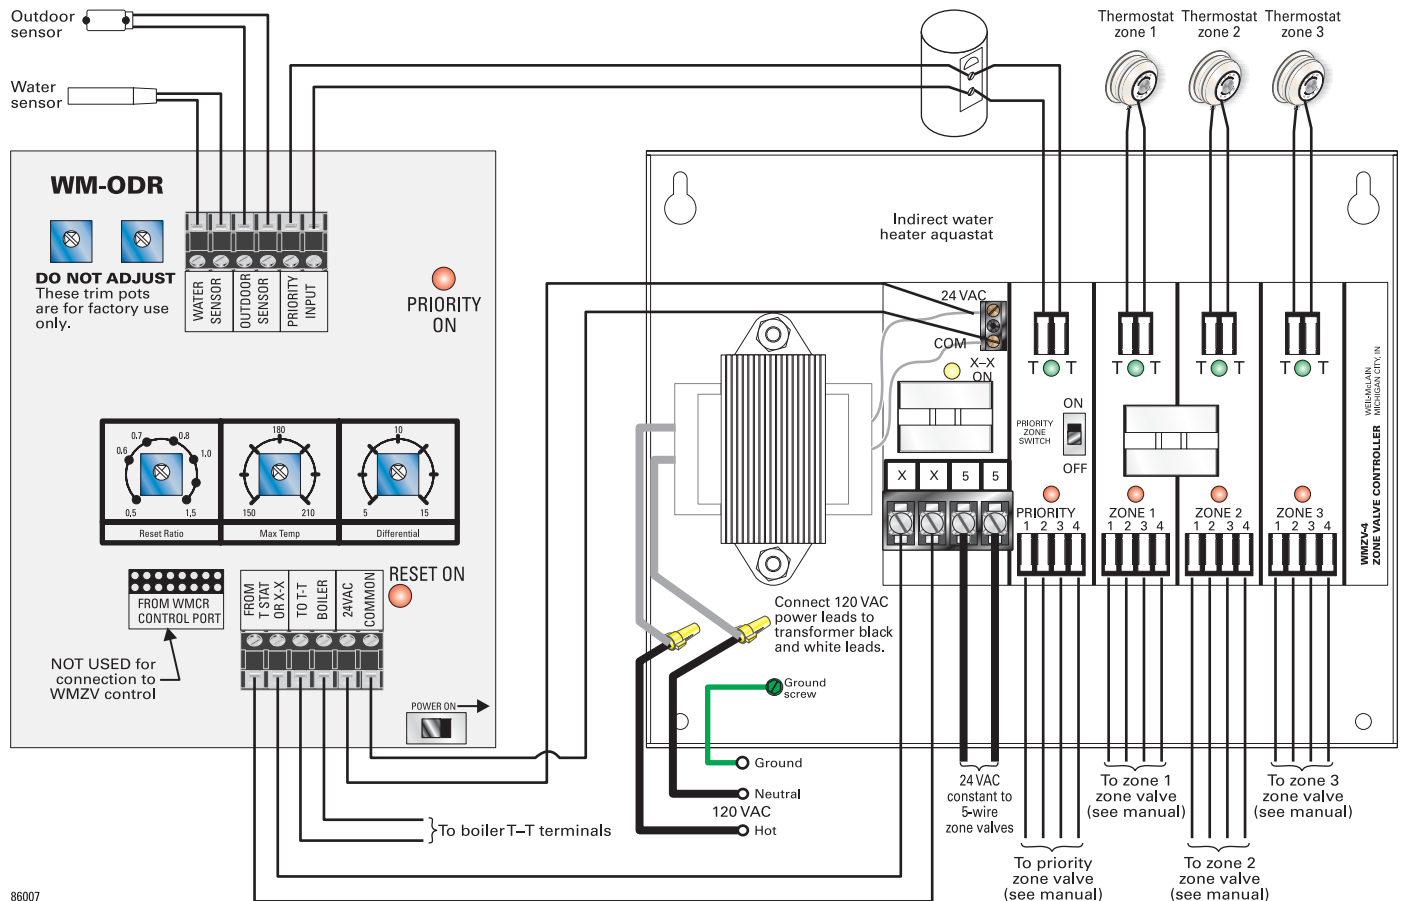 Outdoor
sensor
Water
sensor
Thermostat
zone 1
Thermostat
zone 2
Thermostat
zone 3
WM-ODR
DO NOT ADJUST
These trim pots
are for factory use
only.
WATER
SENSOR
OUTDOOR
SENSOR
PRIORITY
INPUT
PRIORITY
ON
Indirect water
heater aquastat
24 VAC
COM
X–X
ON
T T
T T
T T
T T
PRIORITY
ZONE
SWITCH
ON
OFF
WEIL-McLAIN
MICHIGAN CITY, IN
WMZV-4
ZONE VALVE CONTROLLER
0.5
0.6
0.7
0.8
1.0
1.5
Reset Ratio
150
180
210
Max Temp
5
10
15
Differential
X X 5 5
PRIORITY
1 2 3 4
ZONE 1
1 2 3 4
ZONE 2
1 2 3 4
ZONE 3
1 2 3 4
FROM WMCR
CONTROL PORT
NOT USED for
connection to
WMZV control
FROM
T STAT
OR X-X
TO T-T
BOILER
24VAC
COMMON
RESET ON
POWER ON
Connect 120 VAC
power leads to
transformer black
and white leads.
Ground
screw
Ground
Neutral
120 VAC
Hot
To boiler T–T terminals
24 VAC
constant to
5-wire
zone valves
To priority
zone valve
(see manual)
To zone 1
zone valve
(see manual)
To zone 2
zone valve
(see manual)
To zone 3
zone valve
(see manual)
86007